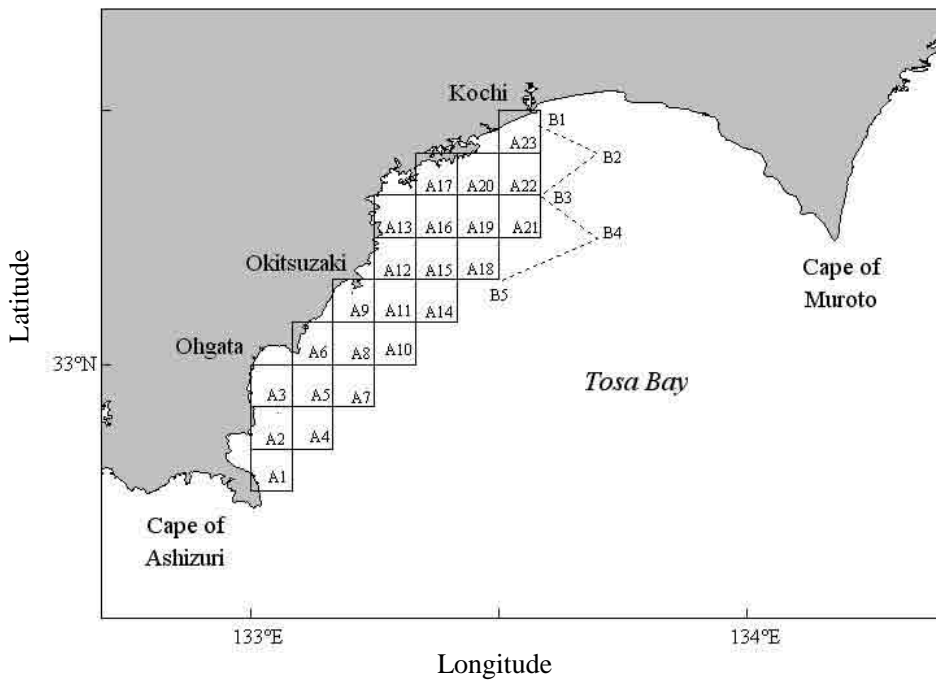 Kochi
B1
A23
B2
A17 A20 A22
B3
A13 A16 A19 A21
B4
Okitsuzaki
A12 A15 A18
B5
Cape of
Muroto
A9 A11 A14
Ohgata
A6 A8 A10
33°N
Tosa Bay
A3 A5 A7
A2 A4
A1
Cape of
Ashizuri
133°E
134°E
Longitude
Latitude